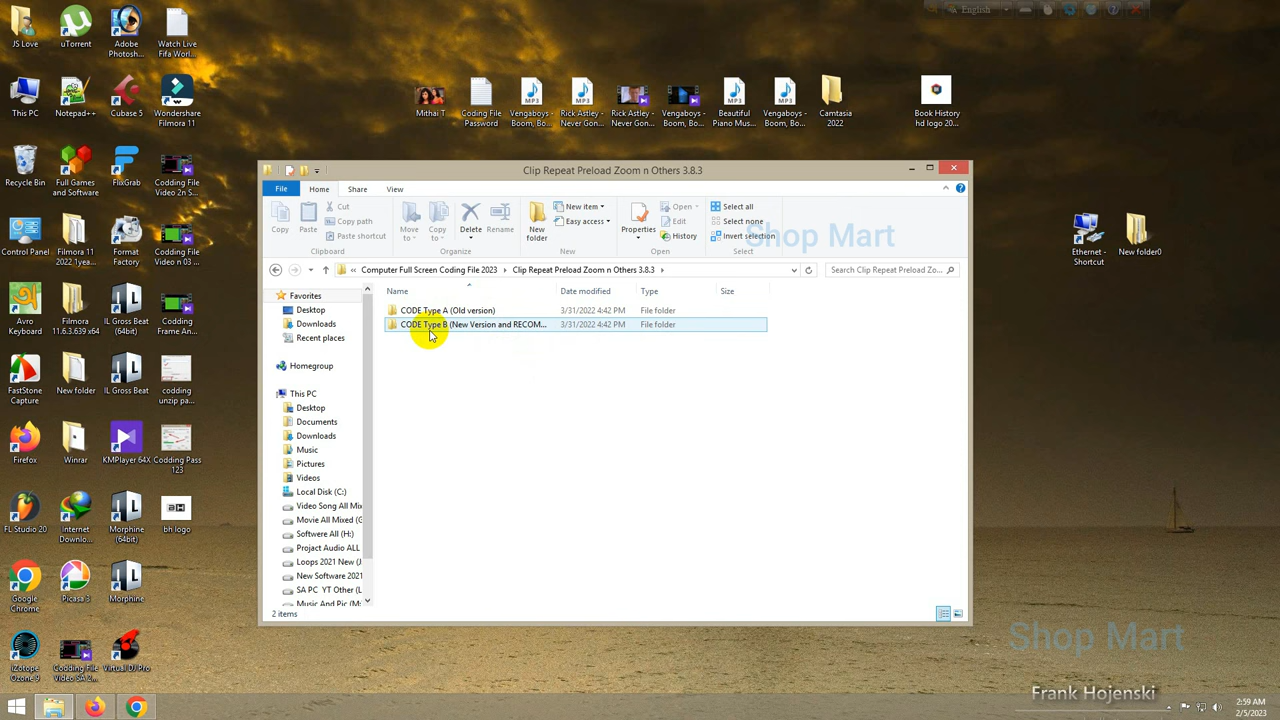 JS Love
uTorrent
Adobe
Photosh...
Watch Live
Fifa Worl...
English
This PC
Notepad++
Cubase 5
Wondershare
Filmora 11
Mithai T
Coding File
Password
Vengaboys
- Boom, Bo...
Rick Astley -
Never Gon...
Rick Astley
- Never Gon...
Vengaboys
- Boom, Bo...
Beautiful
Piano Mus...
Vengaboys
- Boom, Bo...
Camtasia
2022
Book History
hd logo 20...
Recycle Bin
Full Games
and Software
FlixGrab
Codding File
Video 2n S...
Control Panel
Filmora 11
2022.1year...
Format
Factory
Codding File
Video n 03 ...
Avro
Keyboard
Filmora
11.6.3.639 x64
IL Gross Beat
(64bit)
Codding
Frame An...
FastStone
Capture
New folder
IL Gross Beat
codding
unzip pa...
Firefox
Winrar
KMPlayer 64X
Codding Pass
123
FL Studio 20
Internet
Downlo...
Morphine
(64bit)
bh logo
Google
Chrome
Picasa 3
Morphine
iZotope
Ozone 9
Codding File
Video SA 2...
Virtual DJ Pro
Ethernet -
Shortcut
New folder0
Clip Repeat Preload Zoom n Others 3.8.3
File
Home
Share
View
Copy
Paste
Cut
Copy path
Paste shortcut
Clipboard
Move
to
Copy
to
Delete
Rename
Organize
New
folder
New item
Easy access
New
Properties
Open
Edit
History
Open
Select all
Select none
Invert selection
Select
Shop Mart
Computer Full Screen Coding File 2023
Clip Repeat Preload Zoom n Others 3.8.3
Search Clip Repeat Preload Zo...
Favorites
Desktop
Downloads
Recent places
Homegroup
This PC
Desktop
Documents
Downloads
Music
Pictures
Videos
Local Disk (C:)
Video Song All Mix
Movie All Mixed (G
Softwere All (H:)
Projact Audio ALL
Loops 2021 New (J
New Software 2021
SA PC YT Other (L
Music And Pic (M:
Name
Date modified
Type
Size
CODE Type A (Old version)
3/31/2022 4:42 PM
File folder
CODE Type B (New Version and RECOM...
3/31/2022 4:42 PM
File folder
2 items
Shop Mart
Frank Hojenski
2:59 AM
2/5/2023